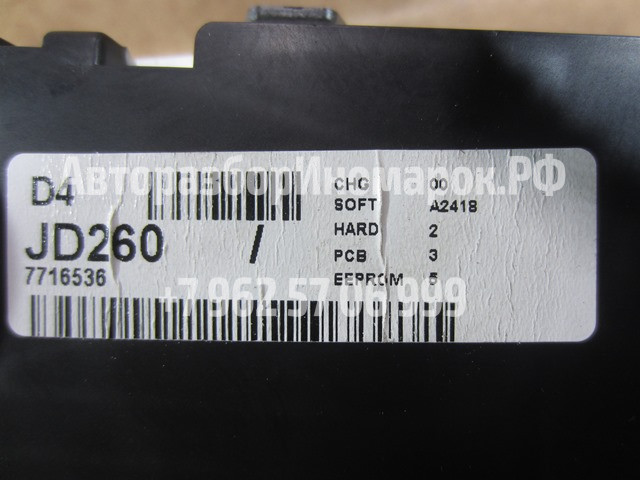 D4
JD260 /
7716536
CHG 00
SOFT A2418
HARD 2
PCB 3
EEPROM 5
АвторазборИномарок.РФ
+7 962 57 06 999